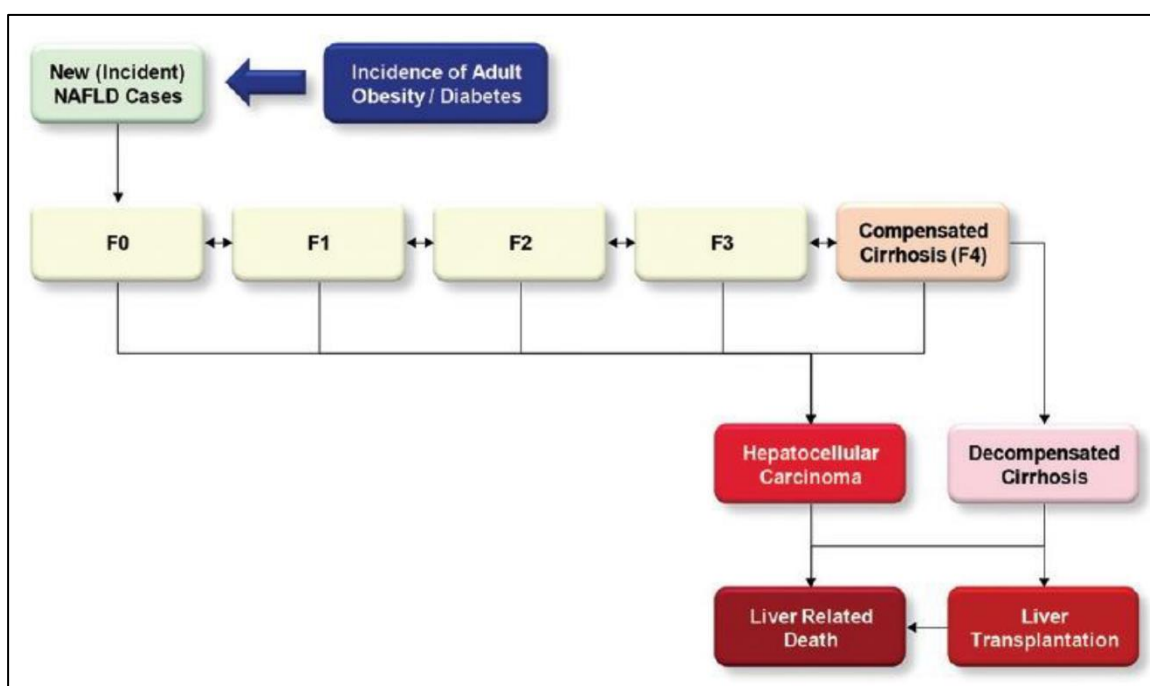 New (Incident)
NAFLD Cases
Incidence of Adult
Obesity / Diabetes
F0
F1
F2
F3
Compensated
Cirrhosis (F4)
Hepatocellular
Carcinoma
Decompensated
Cirrhosis
Liver Related
Death
Liver
Transplantation